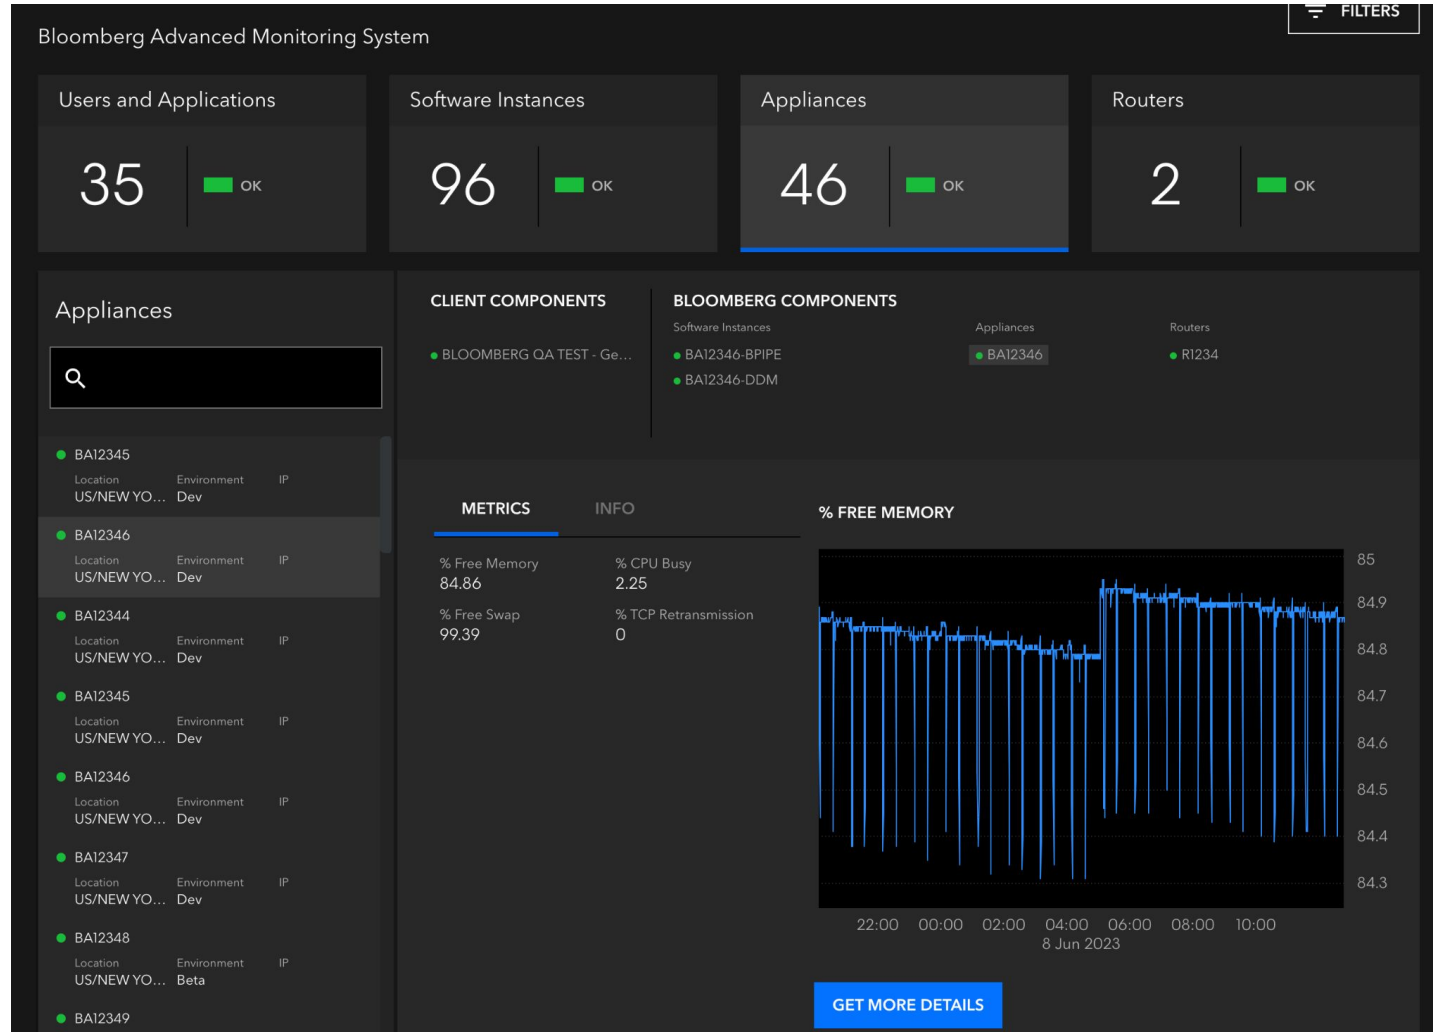 FILTERS
Bloomberg Advanced Monitoring System
Users and Applications
35
OK
Software Instances
96
OK
Appliances
46
OK
Routers
2
OK
Appliances
BA12345
Location Environment IP
US/NEW YO... Dev
BA12346
Location Environment IP
US/NEW YO... Dev
BA12344
Location Environment IP
US/NEW YO... Dev
BA12345
Location Environment IP
US/NEW YO... Dev
BA12346
Location Environment IP
US/NEW YO... Dev
BA12347
Location Environment IP
US/NEW YO... Dev
BA12348
Location Environment IP
US/NEW YO... Beta
BA12349
CLIENT COMPONENTS
BLOOMBERG QA TEST - Ge...
BLOOMBERG COMPONENTS
Software Instances Appliances Routers
BA12346-BPIPE BA12346 R1234
BA12346-DDM
METRICS INFO
% Free Memory % CPU Busy
84.86 2.25
% Free Swap % TCP Retransmission
99.39 0
% FREE MEMORY
85
84.9
84.8
84.7
84.6
84.5
84.4
84.3
22:00 00:00 02:00 04:00 06:00 08:00 10:00
8 Jun 2023
GET MORE DETAILS